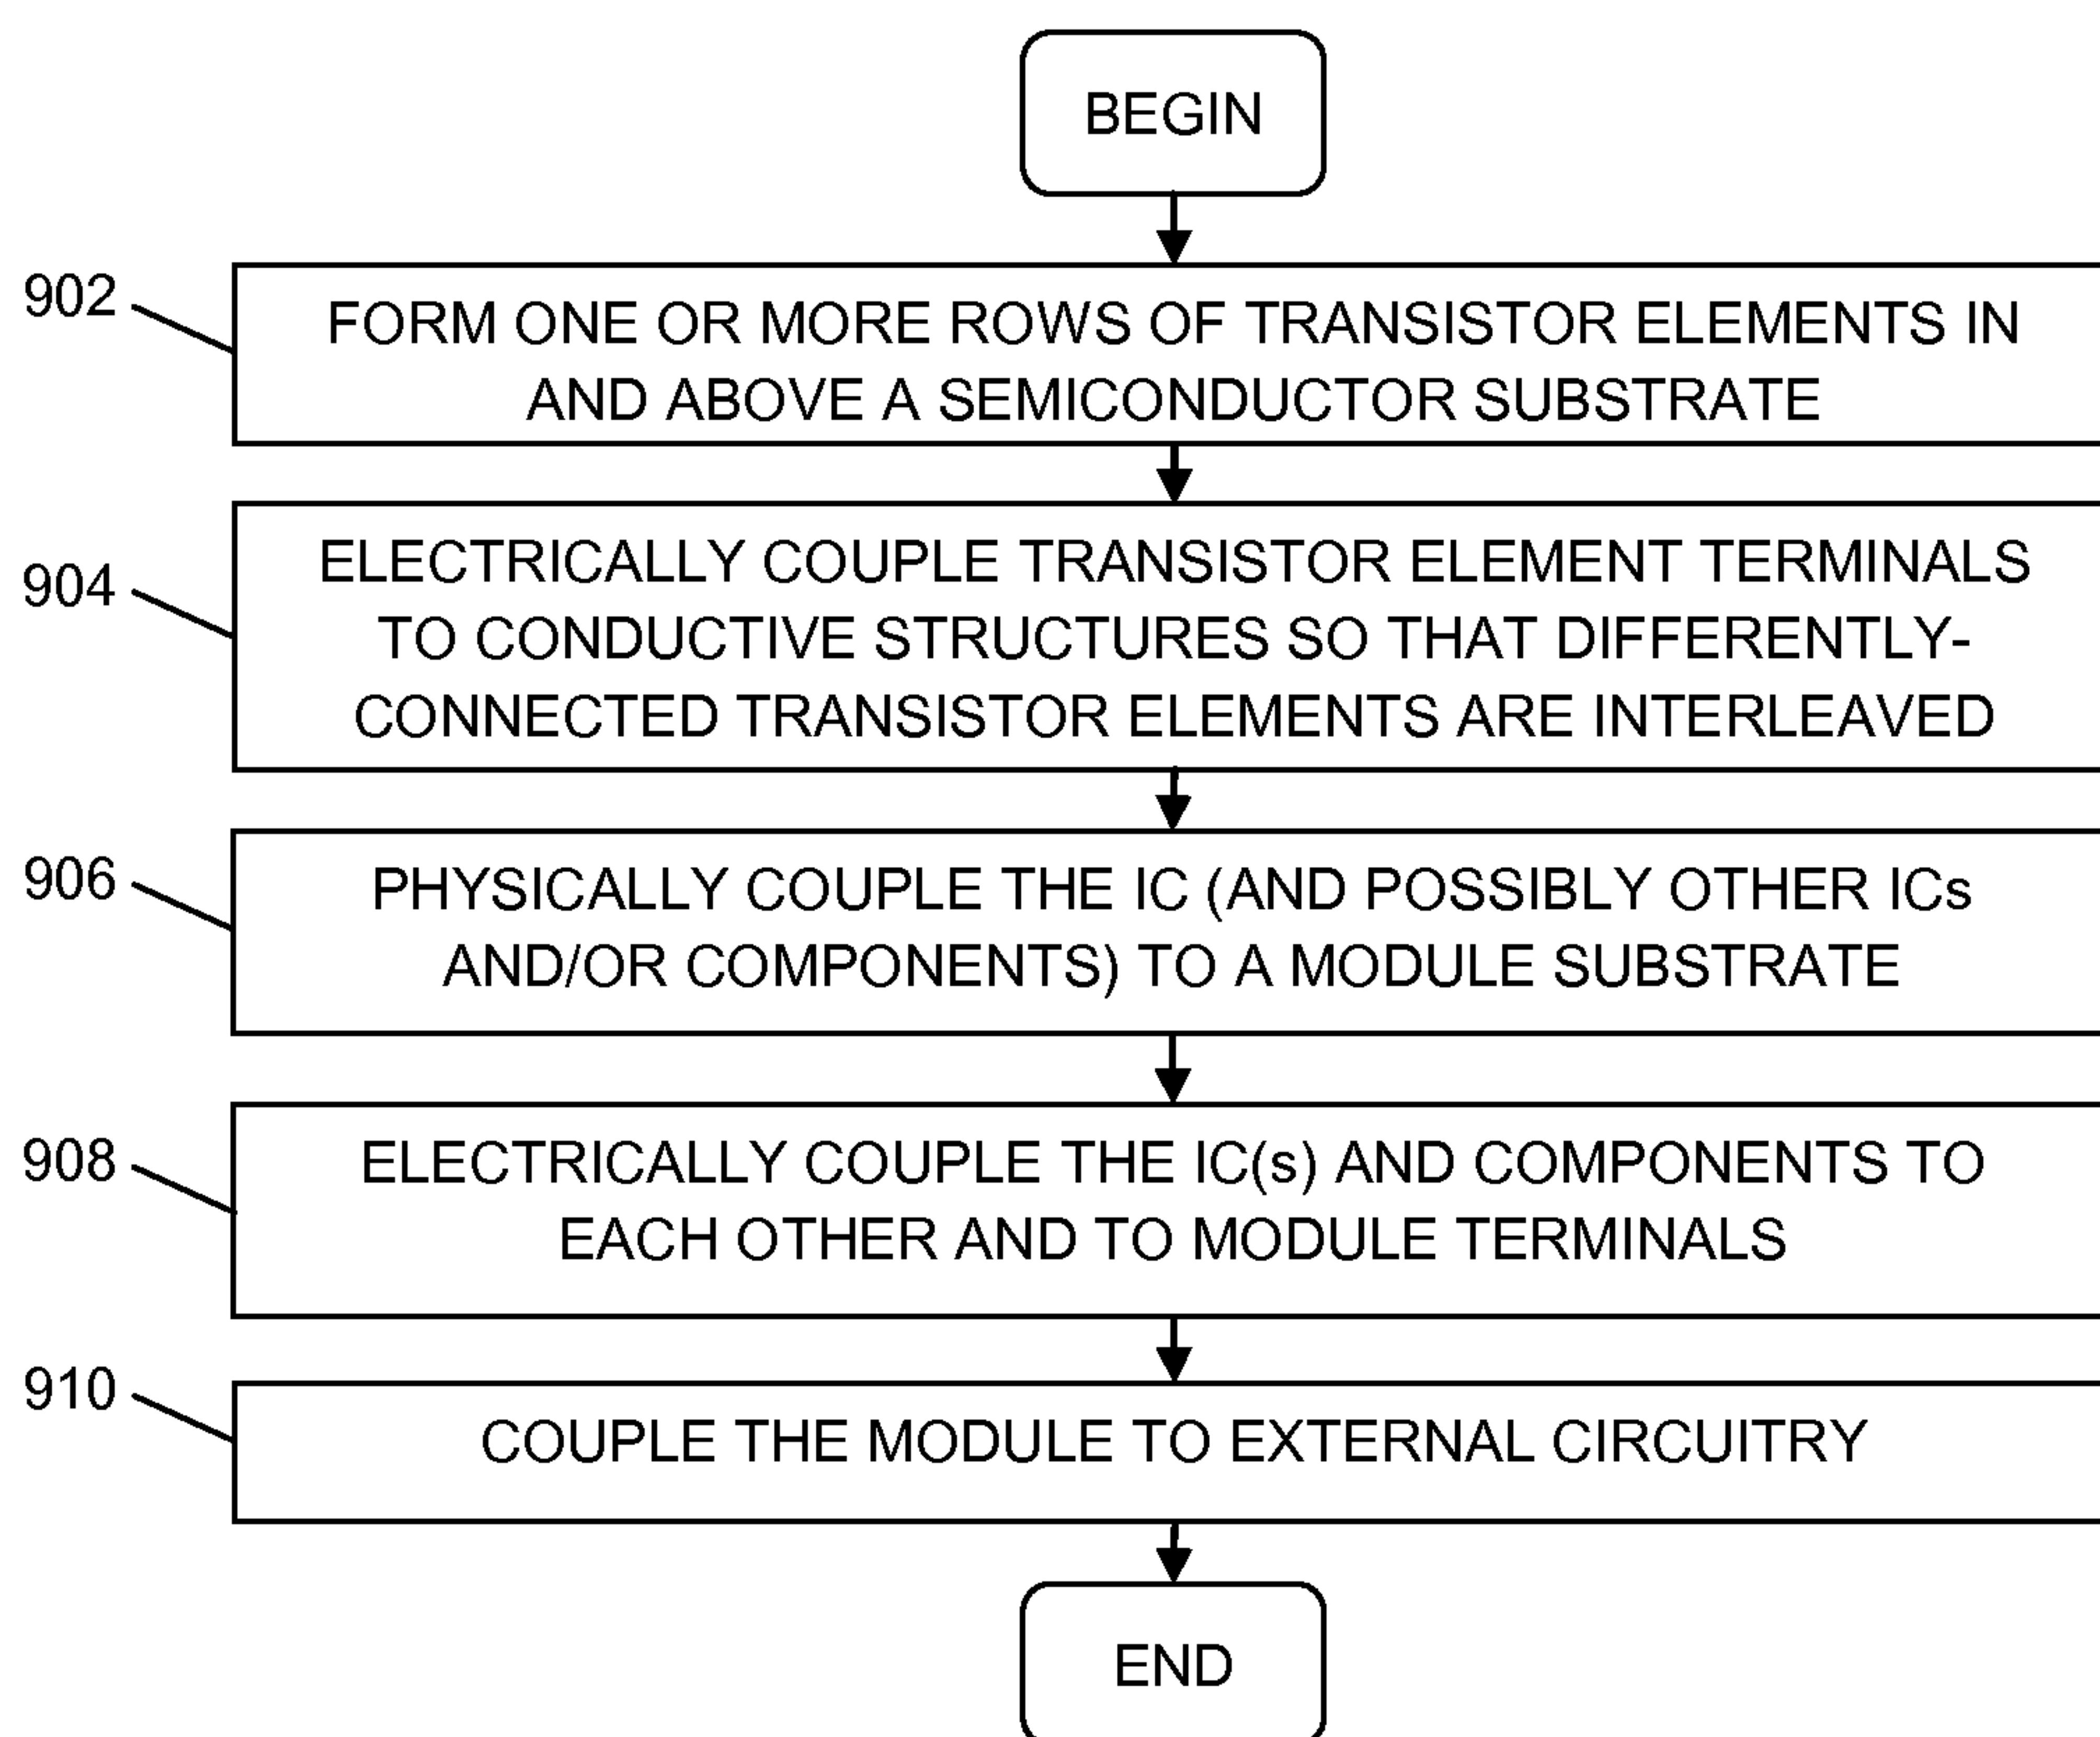 BEGIN
902
FORM ONE OR MORE ROWS OF TRANSISTOR ELEMENTS IN
AND ABOVE A SEMICONDUCTOR SUBSTRATE
904
ELECTRICALLY COUPLE TRANSISTOR ELEMENT TERMINALS
TO CONDUCTIVE STRUCTURES SO THAT DIFFERENTLY-
CONNECTED TRANSISTOR ELEMENTS ARE INTERLEAVED
906
PHYSICALLY COUPLE THE IC (AND POSSIBLY OTHER ICs
AND/OR COMPONENTS) TO A MODULE SUBSTRATE
908
ELECTRICALLY COUPLE THE IC(s) AND COMPONENTS TO
EACH OTHER AND TO MODULE TERMINALS
910
COUPLE THE MODULE TO EXTERNAL CIRCUITRY
END